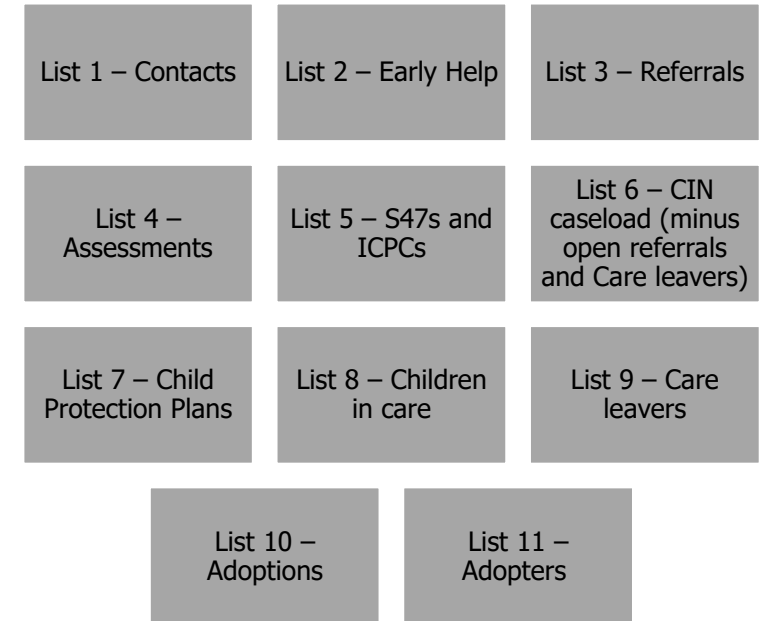 List 1 – Contacts
List 2 – Early Help
List 3 – Referrals
List 4 –
Assessments
List 5 – S47s and
ICPCs
List 6 – CIN
caseload (minus
open referrals
and Care leavers)
List 7 – Child
Protection Plans
List 8 – Children
in care
List 9 – Care
leavers
List 10 –
Adoptions
List 11 –
Adopters